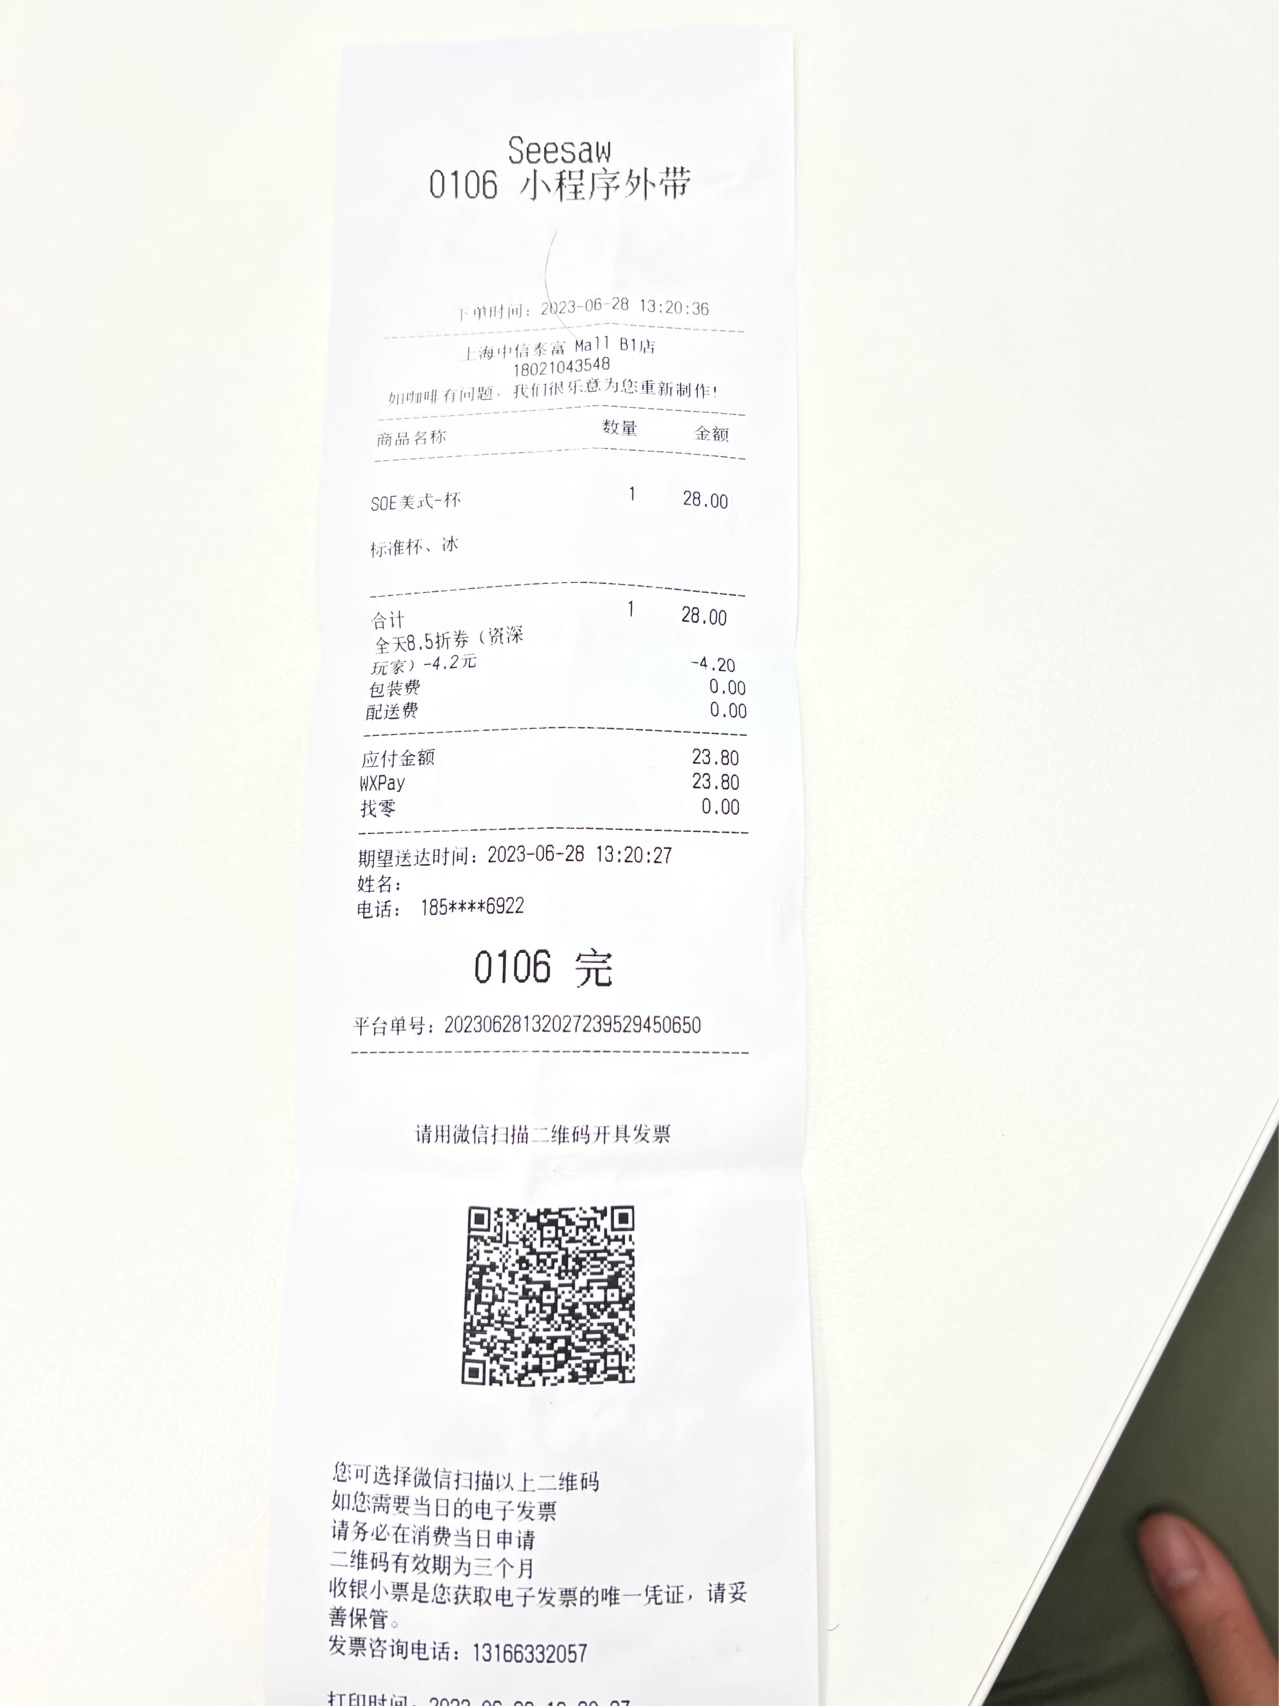 Seesaw
0106 小程序外带
下单时间：2023-06-28 13:20:36
上海中信泰富 Mall B1店
18021043548
如咖啡有问题，我们很乐意为您重新制作！
商品名称 数量 金额
SOE美式-杯 1 28.00
标准杯、冰
合计 1 28.00
全天8.5折券（资深
玩家）-4.2元 -4.20
包装费 0.00
配送费 0.00
应付金额 23.80
WXPay 23.80
找零 0.00
期望送达时间：2023-06-28 13:20:27
姓名：
电话： 185****6922
0106 完
平台单号：20230628132027239529450650
请用微信扫描二维码开具发票
您可选择微信扫描以上二维码
如您需要当日的电子发票
请务必在消费当日申请
二维码有效期为三个月
收银小票是您获取电子发票的唯一凭证，请妥
善保管。
发票咨询电话：13166332057
打印时间：